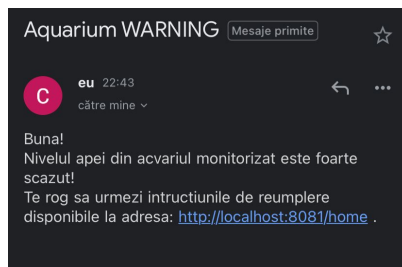 Aquarium WARNING Mesaje primite
C
eu 22:43
către mine
Buna!
Nivelul apei din acvariul monitorizat este foarte
scazut!
Te rog sa urmezi intructiunile de reumplere
disponibile la adresa: http://localhost:8081/home .